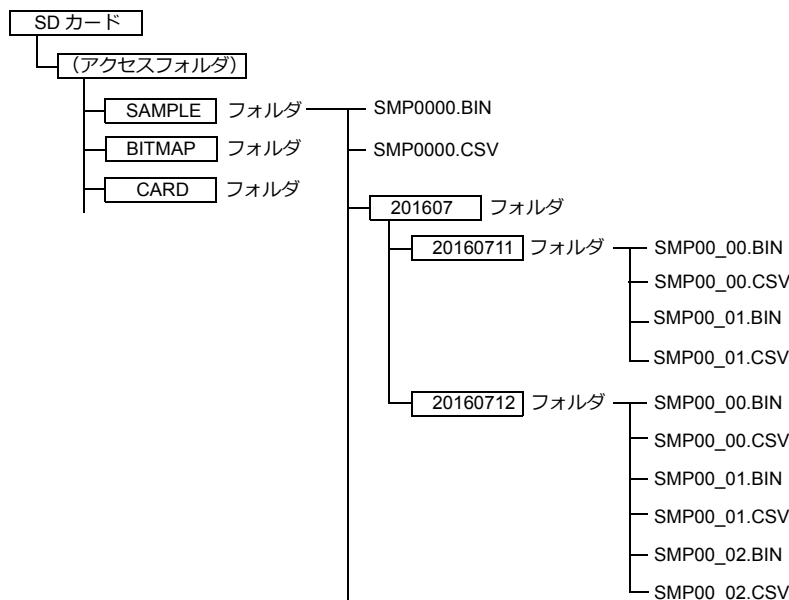 SD カード
（アクセスフォルダ）
SAMPLE フォルダ
SMP0000.BIN
BITMAP フォルダ
SMP0000.CSV
CARD フォルダ
201607 フォルダ
20160711 フォルダ
SMP00_00.BIN
SMP00_00.CSV
SMP00_01.BIN
SMP00_01.CSV
20160712 フォルダ
SMP00_00.BIN
SMP00_00.CSV
SMP00_01.BIN
SMP00_01.CSV
SMP00_02.BIN
SMP00_02.CSV